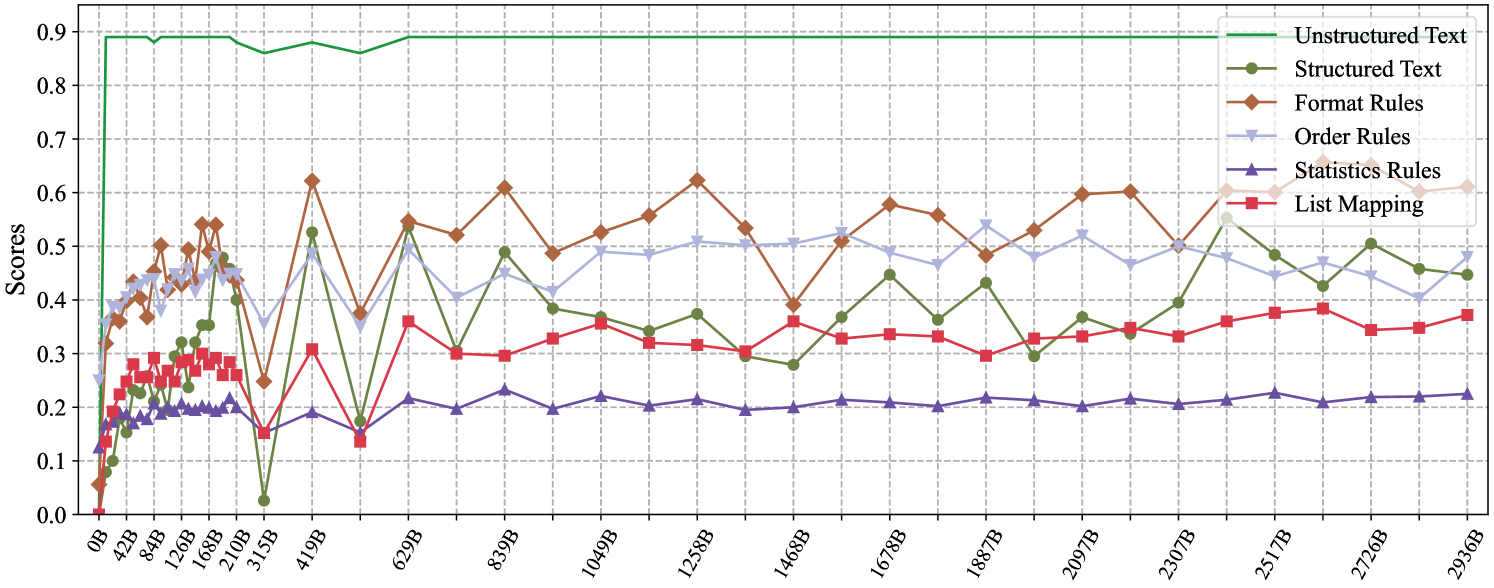 0.9
0.8
0.7
0.6
0.5
0.4
0.3
0.2
0.1
0.0
Scores
Unstructured Text
Structured Text
Format Rules
Order Rules
Statistics Rules
List Mapping
0B
42B
84B
126B
168B
210B
315B
419B
629B
839B
1049B
1258B
1468B
1678B
1887B
2097B
2307B
2517B
2726B
2936B